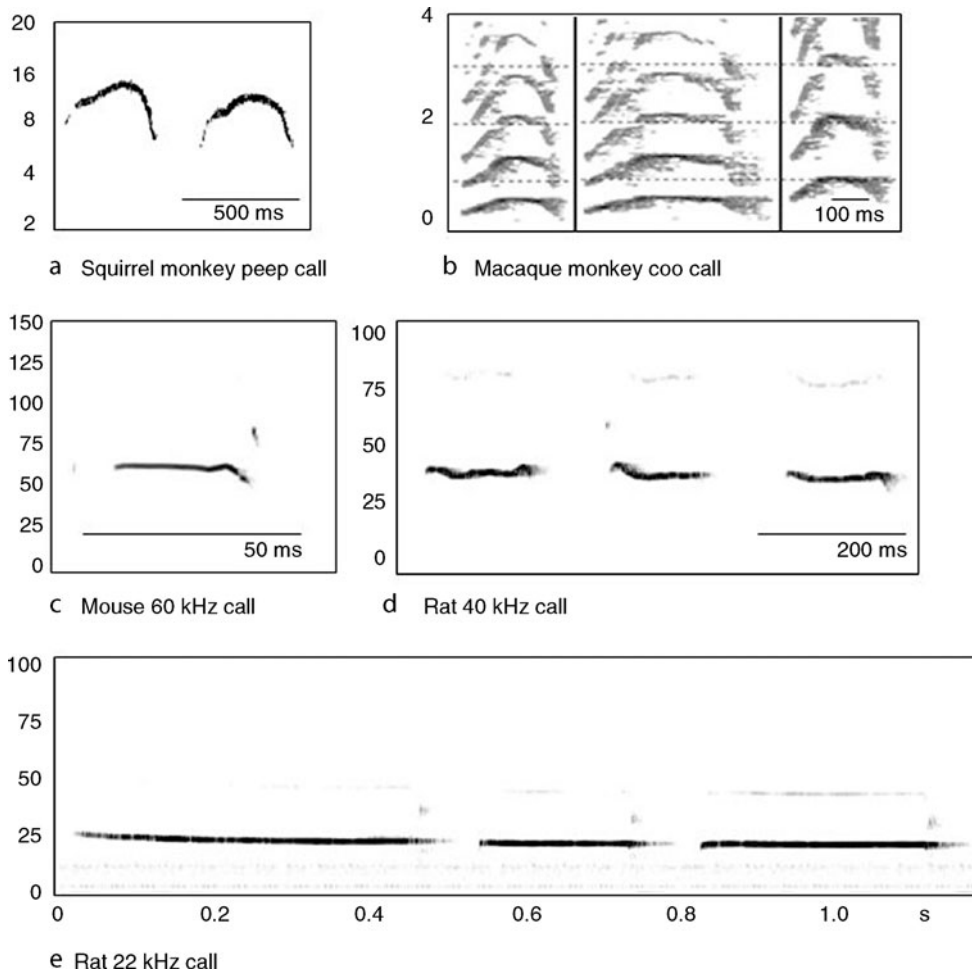 20
16
8
4
2
500 ms
a Squirrel monkey peep call
4
2
0
100 ms
b Macaque monkey coo call
150
125
100
75
50
25
0
50 ms
c Mouse 60 kHz call
100
75
50
25
0
200 ms
d Rat 40 kHz call
100
75
50
25
0
0 0.2 0.4 0.6 0.8 1.0 s
e Rat 22 kHz call